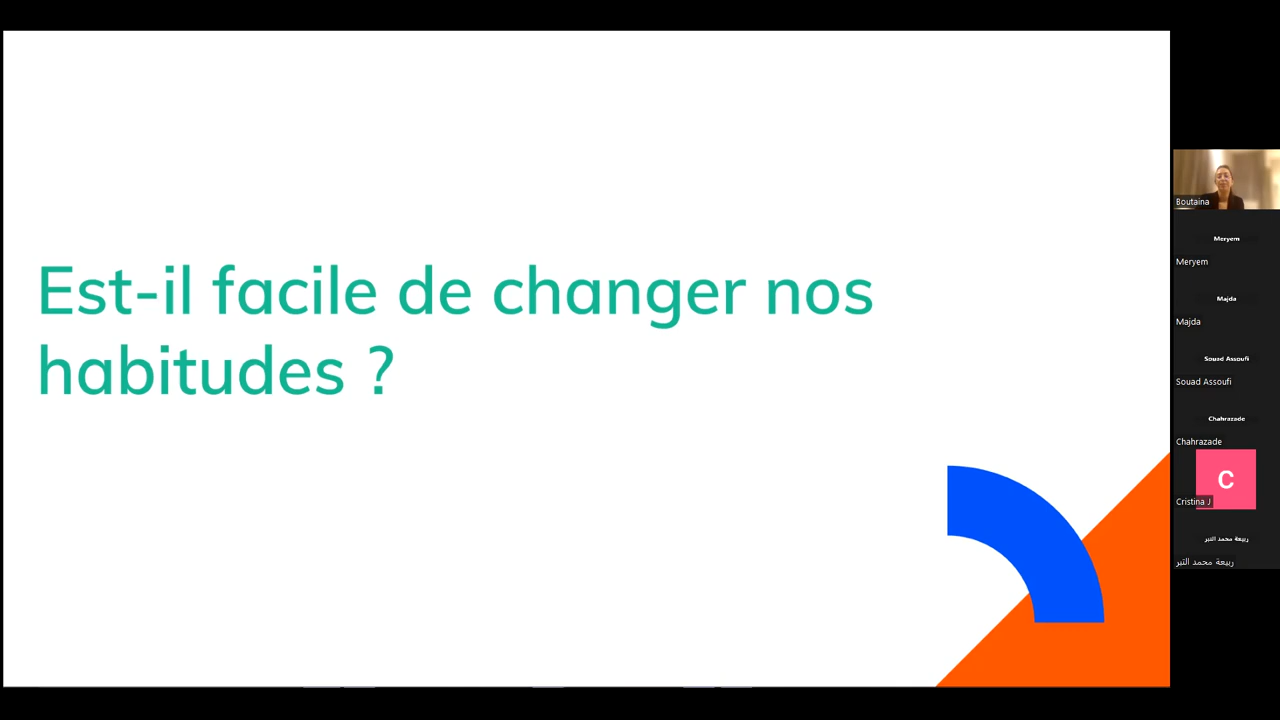 Est-il facile de changer nos
habitudes ?
Boutaina
Meryem
Meryem
Majda
Majda
Souad Assoufi
Souad Assoufi
Chahrazade
Chahrazade
C
Cristina J
ربيعة محمد التبر
ربيعة محمد التبر